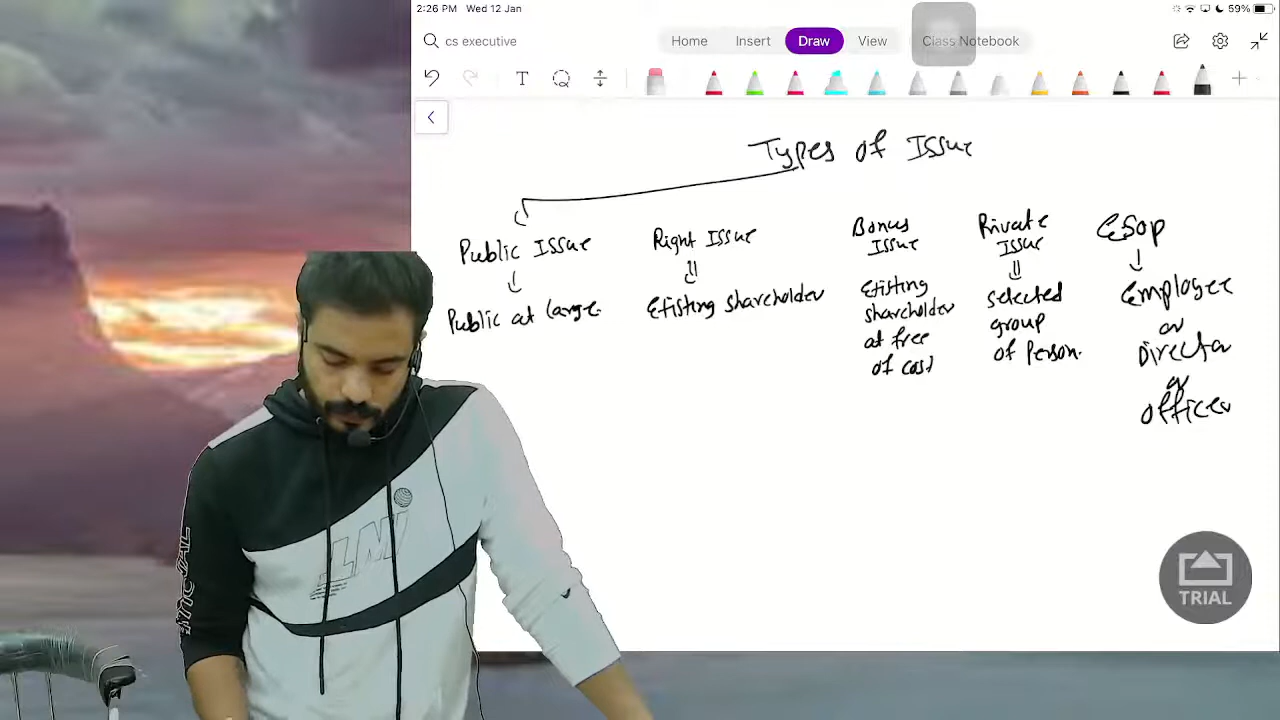 2:26 PM Wed 12 Jan
59%
cs executive
Home Insert Draw View Class Notebook
T
Types of Issue
Public Issue
Public at large.
Right Issue
Existing shareholder
Bonus
Issue
Existing
shareholder
at free
of cost
Private
Issue
selected
group
of Person.
ESOP
Employee
or
Director
or
officer
LMI
TRIAL